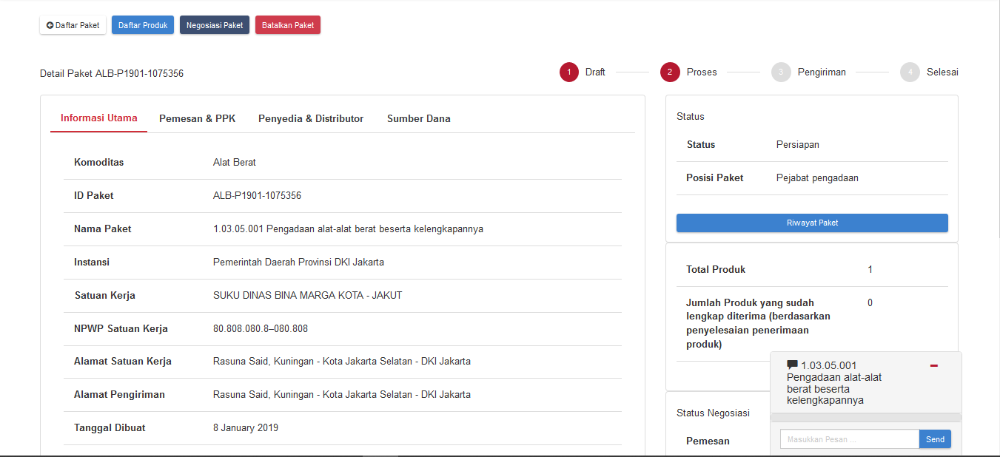 Daftar Paket
Daftar Produk
Negosiasi Paket
Batalkan Paket
Detail Paket ALB-P1901-1075356
1 Draft
2 Proses
3 Pengiriman
4 Selesai
Informasi Utama
Pemesan & PPK
Penyedia & Distributor
Sumber Dana
Komoditas Alat Berat
ID Paket ALB-P1901-1075356
Nama Paket 1.03.05.001 Pengadaan alat-alat berat beserta kelengkapannya
Instansi Pemerintah Daerah Provinsi DKI Jakarta
Satuan Kerja SUKU DINAS BINA MARGA KOTA - JAKUT
NPWP Satuan Kerja 80.808.080.8–080.808
Alamat Satuan Kerja Rasuna Said, Kuningan - Kota Jakarta Selatan - DKI Jakarta
Alamat Pengiriman Rasuna Said, Kuningan - Kota Jakarta Selatan - DKI Jakarta
Tanggal Dibuat 8 January 2019
Status
Status Persiapan
Posisi Paket Pejabat pengadaan
Riwayat Paket
Total Produk 1
Jumlah Produk yang sudah 0
lengkap diterima (berdasarkan
penyelesaian penerimaan
produk)
Status Negosiasi
Pemesan
1.03.05.001
Pengadaan alat-alat
berat beserta
kelengkapannya
Masukkan Pesan ...
Send